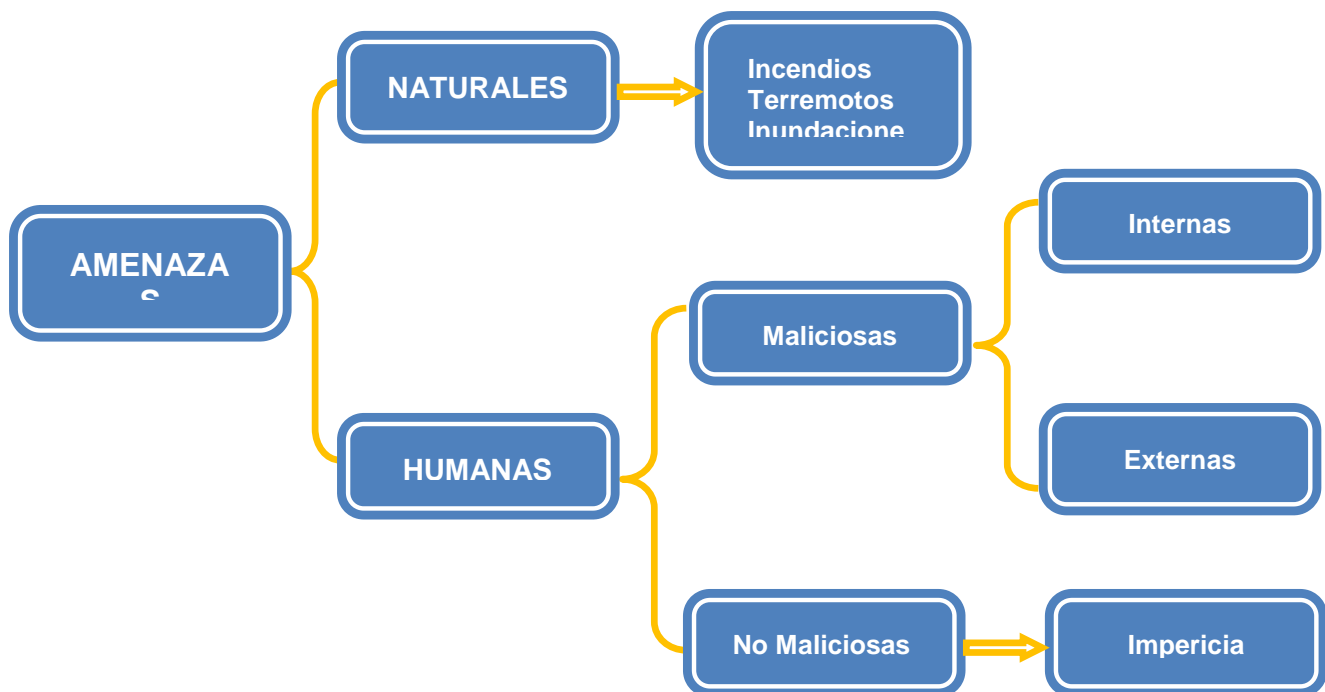 NATURALES
Incendios
Terremotos
Inundacione
AMENAZA
S
Internas
Maliciosas
HUMANAS
Externas
No Maliciosas
Impericia